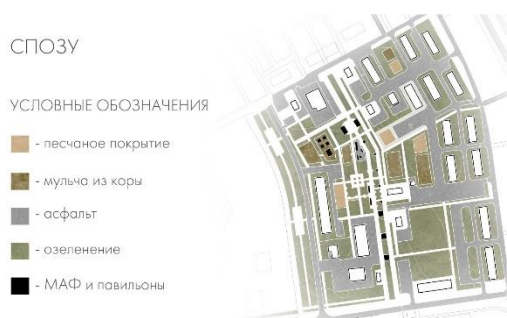 СПОЗУ
УСЛОВНЫЕ ОБОЗНАЧЕНИЯ
- песчаное покрытие
- мульча из коры
- асфальт
- озеленение
- МАФ и павильоны